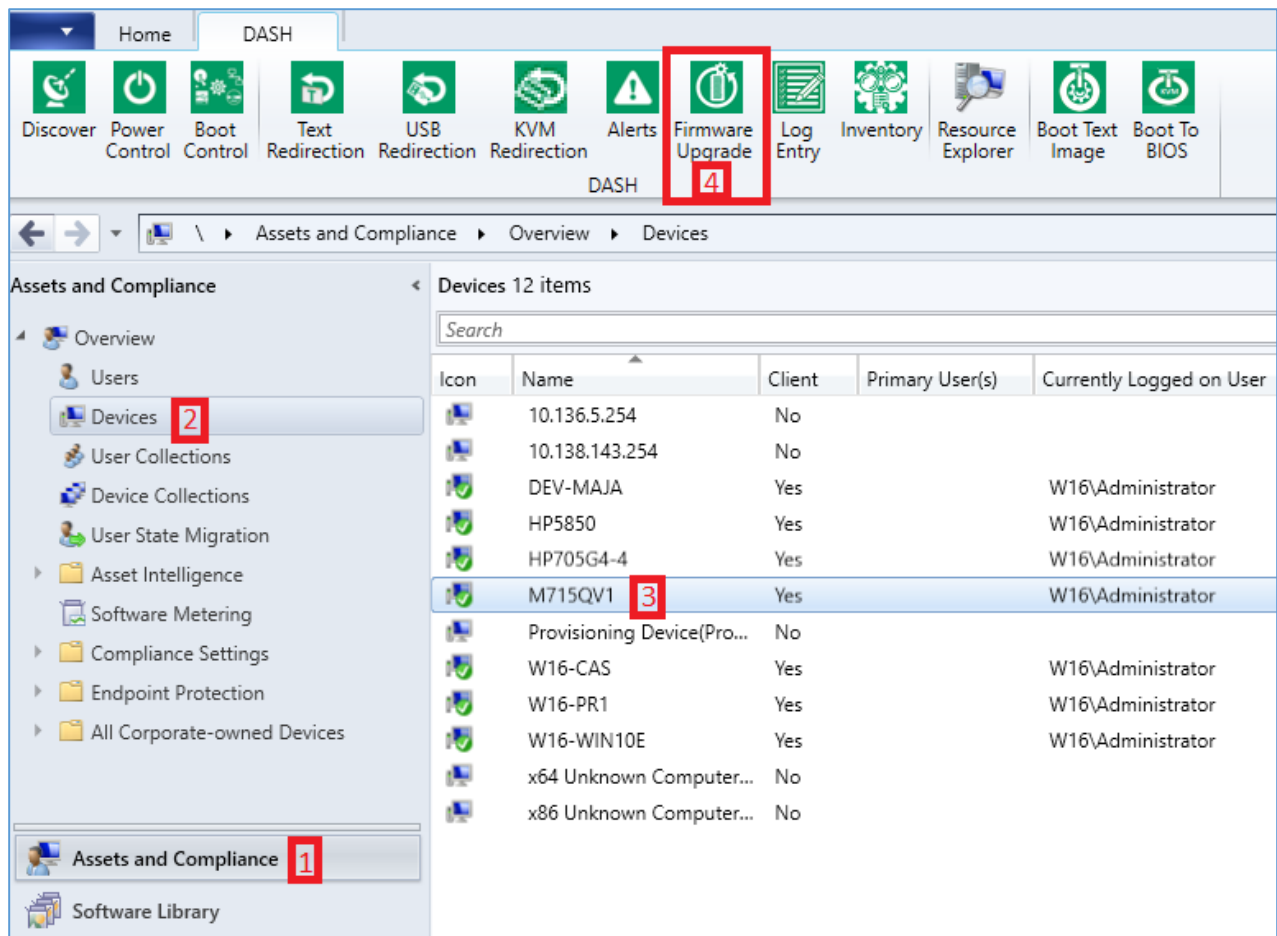 Home DASH
Discover Power Control Boot Control Text Redirection USB Redirection KVM Redirection Alerts Firmware Upgrade Log Entry Inventory Resource Explorer Boot Text Image Boot To BIOS
DASH 4
\ Assets and Compliance Overview Devices
Assets and Compliance
Overview
Users
Devices 2
User Collections
Device Collections
User State Migration
Asset Intelligence
Software Metering
Compliance Settings
Endpoint Protection
All Corporate-owned Devices
Assets and Compliance 1
Software Library
Devices 12 items
Search
Icon Name Client Primary User(s) Currently Logged on User
10.136.5.254 No
10.138.143.254 No
DEV-MAJA Yes W16\Administrator
HP5850 Yes W16\Administrator
HP705G4-4 Yes W16\Administrator
M715QV1 3 Yes W16\Administrator
Provisioning Device(Pro... No
W16-CAS Yes W16\Administrator
W16-PR1 Yes W16\Administrator
W16-WIN10E Yes W16\Administrator
x64 Unknown Computer... No
x86 Unknown Computer... No